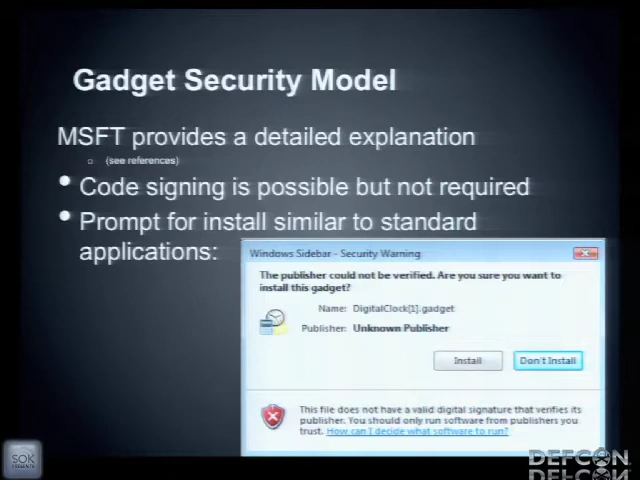 Gadget Security Model
MSFT provides a detailed explanation
(see references)
Code signing is possible but not required
Prompt for install similar to standard
applications:
Windows Sidebar - Security Warning
The publisher could not be verified. Are you sure you want to
install this gadget?
Name: DigitalClock[1].gadget
Publisher: Unknown Publisher
Install Don't Install
This file does not have a valid digital signature that verifies its
publisher. You should only run software from publishers you
trust. How can I decide what software to run?
SOK
DEFCON